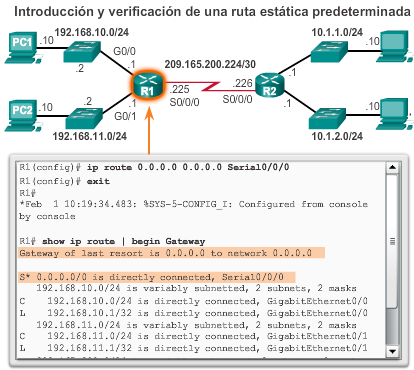 Introducción y verificación de una ruta estática predeterminada
PC1
.10
192.168.10.0/24
G0/0
.2
.1
209.165.200.224/30
10.1.1.0/24
.10
.1
R1
.225
S0/0/0
.226
S0/0/0
R2
PC2
.10
.1
G0/1
.2
192.168.11.0/24
.1
.10
10.1.2.0/24
R1(config)# ip route 0.0.0.0 0.0.0.0 Serial0/0/0
R1(config)# exit
R1#
*Feb  1 10:19:34.483: %SYS-5-CONFIG_I: Configured from console
by console
R1# show ip route | begin Gateway
Gateway of last resort is 0.0.0.0 to network 0.0.0.0
S* 0.0.0.0/0 is directly connected, Serial0/0/0
192.168.10.0/24 is variably subnetted, 2 subnets, 2 masks
C 192.168.10.0/24 is directly connected, GigabitEthernet0/0
L 192.168.10.1/32 is directly connected, GigabitEthernet0/0
192.168.11.0/24 is variably subnetted, 2 subnets, 2 masks
C 192.168.11.0/24 is directly connected, GigabitEthernet0/1
L 192.168.11.1/32 is directly connected, GigabitEthernet0/1